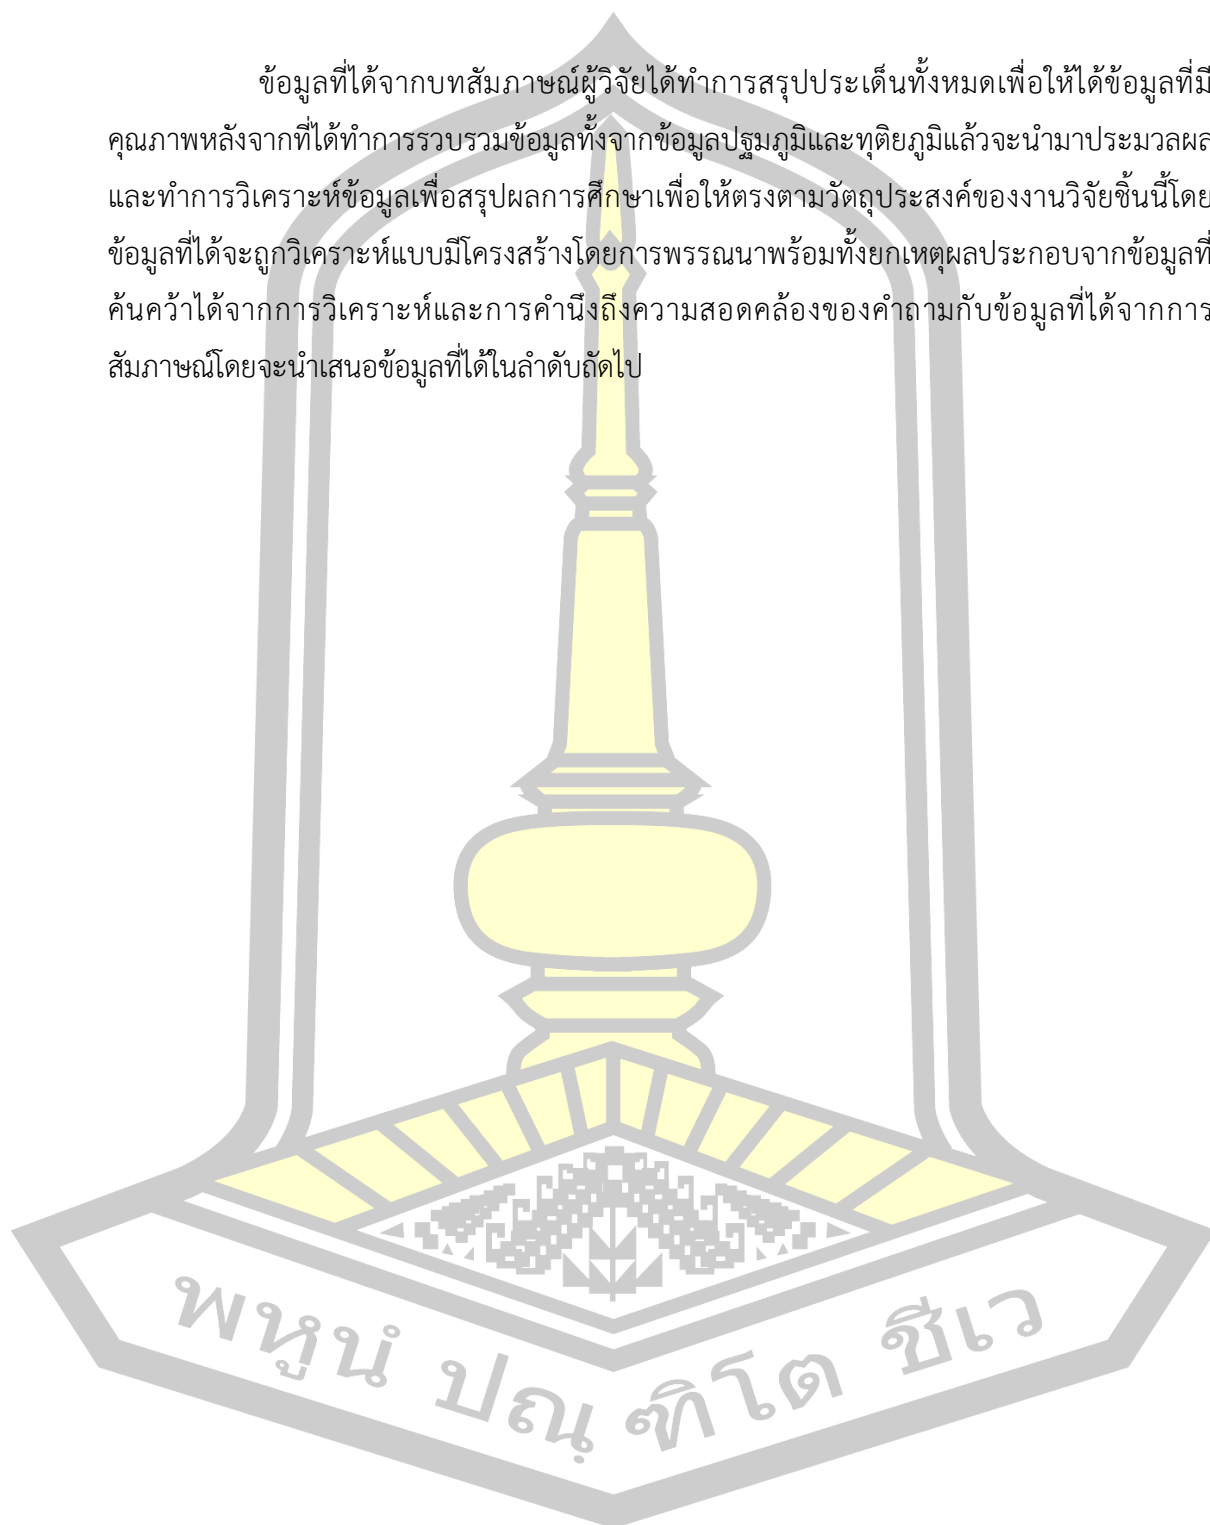 ข้อมูลที่ได้จากบทสัมภาษณ์ผู้วิจัยได้ทำการสรุปประเด็นทั้งหมดเพื่อให้ได้ข้อมูลที่มี
คุณภาพหลังจากที่ได้ทำการรวบรวมข้อมูลทั้งจากข้อมูลปฐมภูมิและทุติยภูมิแล้วจะนำมาประมวลผล
และทำการวิเคราะห์ข้อมูลเพื่อสรุปผลการศึกษาเพื่อให้ตรงตามวัตถุประสงค์ของงานวิจัยชิ้นนี้โดย
ข้อมูลที่ได้จะถูกวิเคราะห์แบบมีโครงสร้างโดยการพรรณนาพร้อมทั้งยกเหตุผลประกอบจากข้อมูลที่
ค้นคว้าได้จากการวิเคราะห์และการคำนึงถึงความสอดคล้องของคำถามกับข้อมูลที่ได้จากการ
สัมภาษณ์โดยจะนำเสนอข้อมูลที่ได้ในลำดับถัดไป
พหูนํ ปณฺ ฑิโต ชีเว